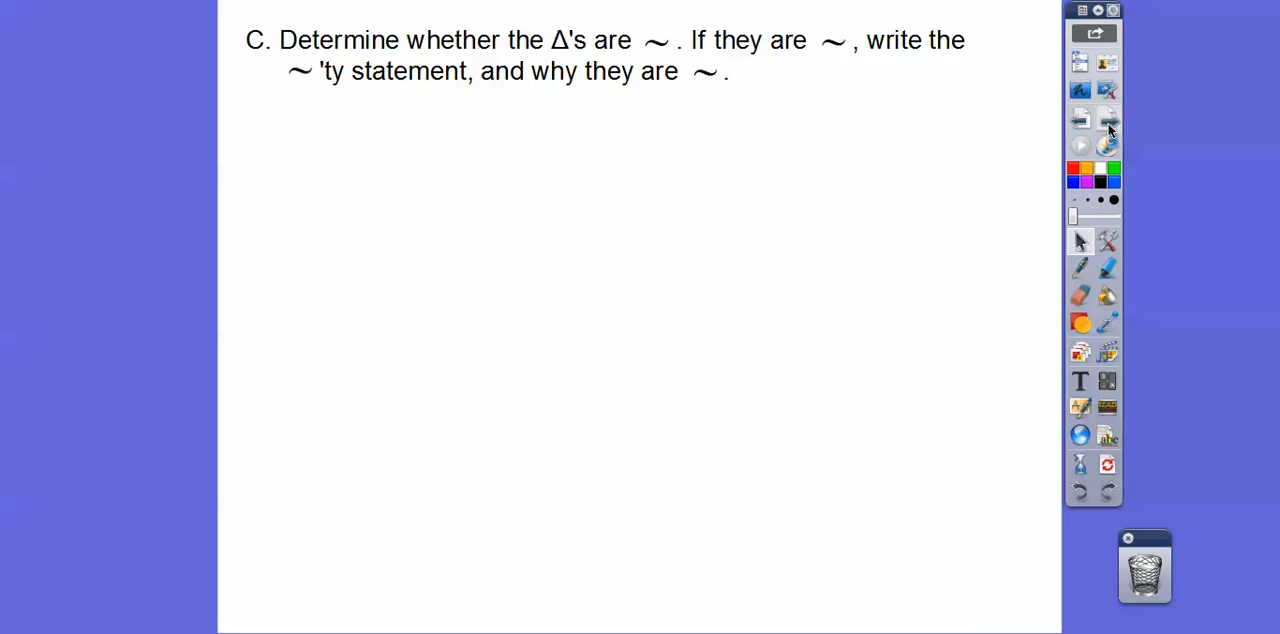 C. Determine whether the Δ's are ~ . If they are ~ , write the
~ 'ty statement, and why they are ~ .